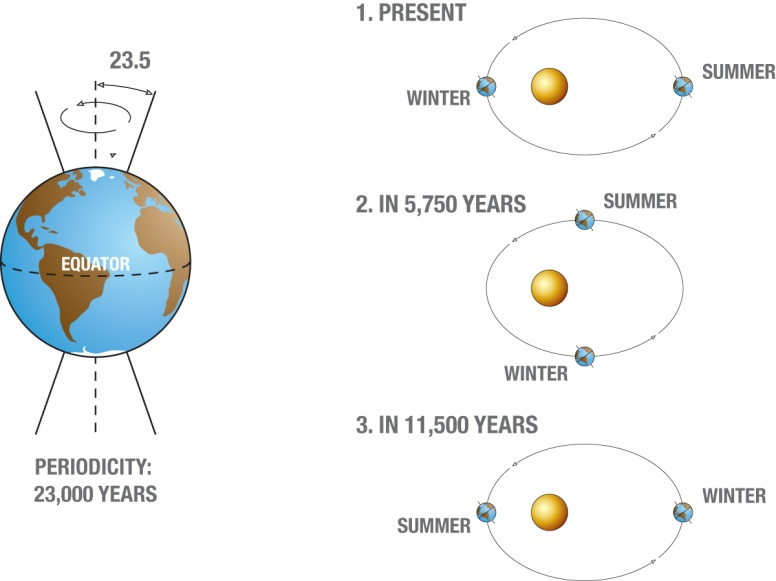 23.5
EQUATOR
PERIODICITY:
23,000 YEARS
1. PRESENT
WINTER
SUMMER
2. IN 5,750 YEARS
SUMMER
WINTER
3. IN 11,500 YEARS
SUMMER
WINTER